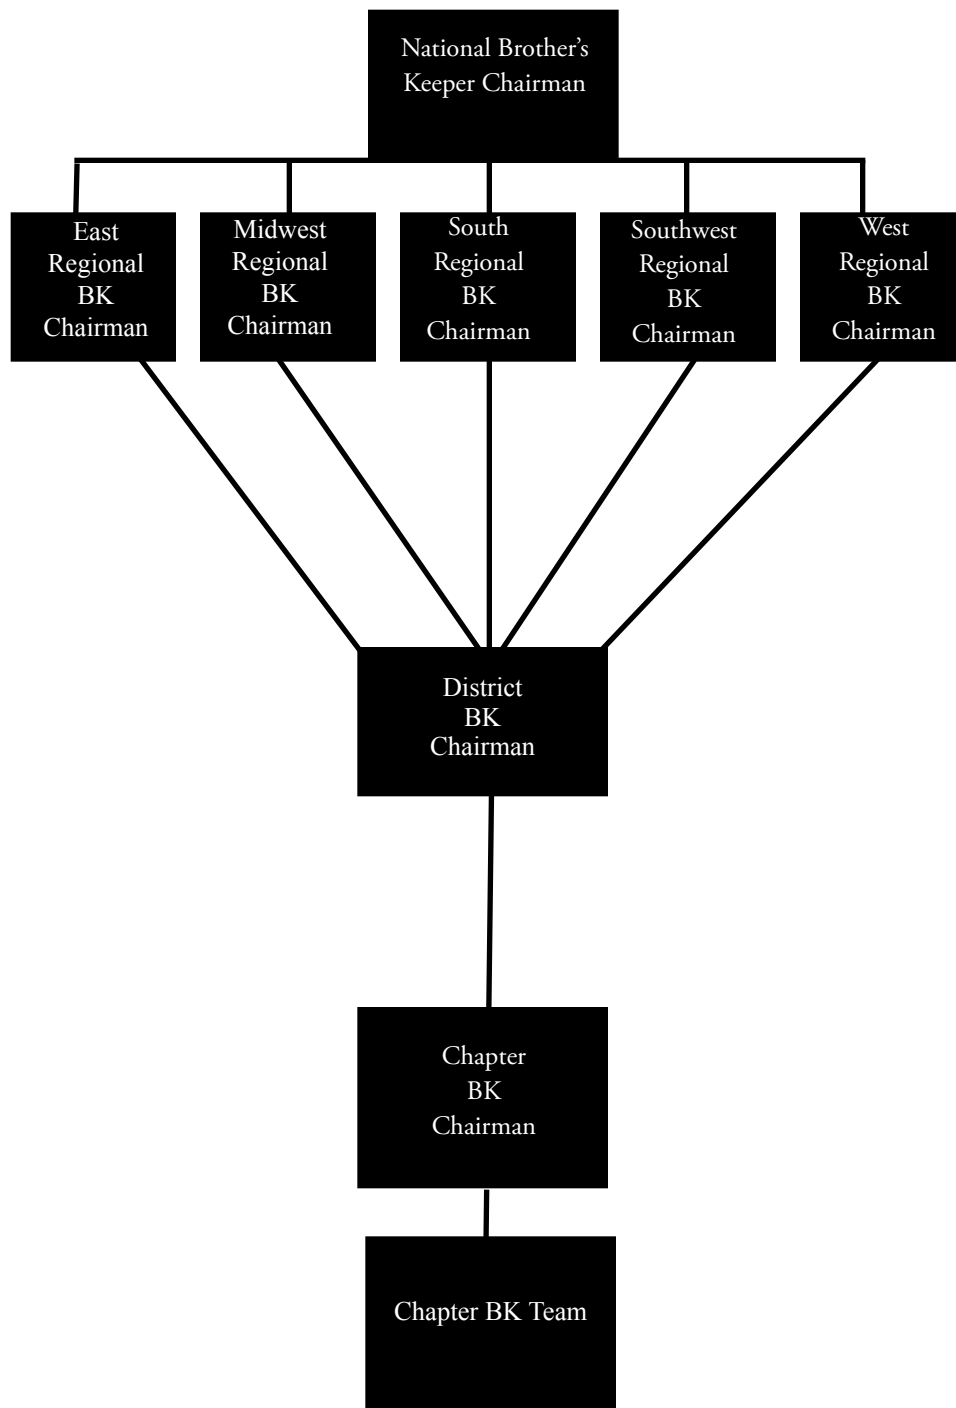 National Brother’s
Keeper Chairman
East
Regional
BK
Chairman
Midwest
Regional
BK
Chairman
South
Regional
BK
Chairman
Southwest
Regional
BK
Chairman
West
Regional
BK
Chairman
District
BK
Chairman
Chapter
BK
Chairman
Chapter BK Team